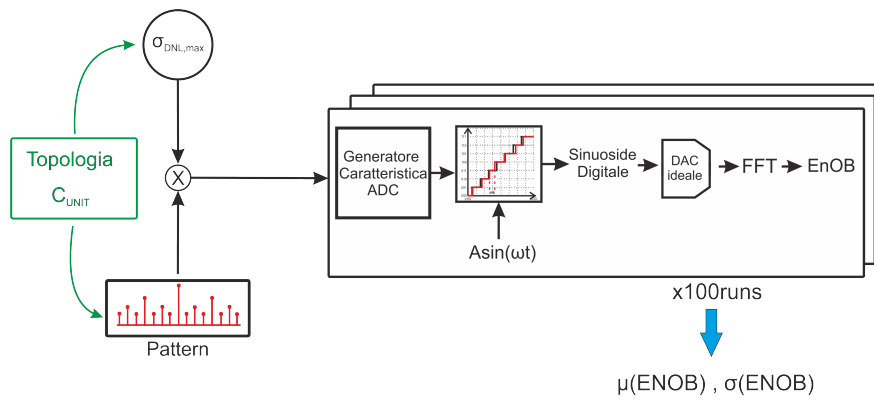 σDNL,max
Topologia
CUNIT
X
Pattern
Generatore
Caratteristica
ADC
Asin(ωt)
Sinuoside
Digitale
DAC
ideale
FFT
EnOB
x100runs
μ(ENOB) , σ(ENOB)